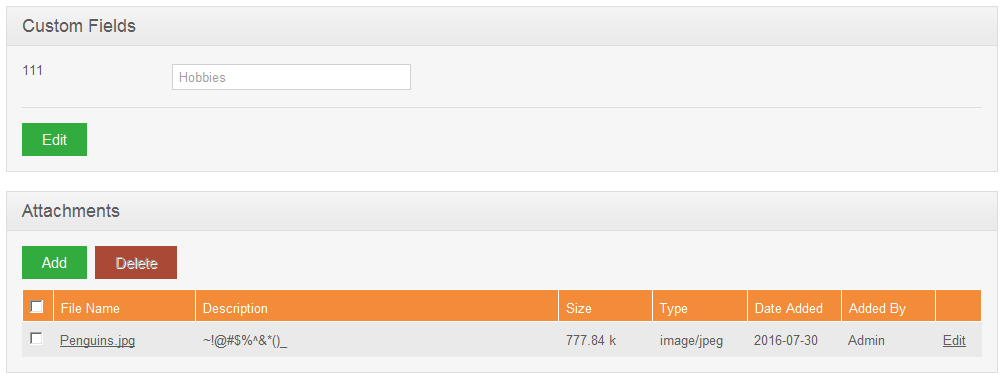 Custom Fields
111 Hobbies
Edit
Attachments
Add Delete
File Name Description Size Type Date Added Added By
Penguins.jpg ~!@#$%^&*()_ 777.84 k image/jpeg 2016-07-30 Admin Edit